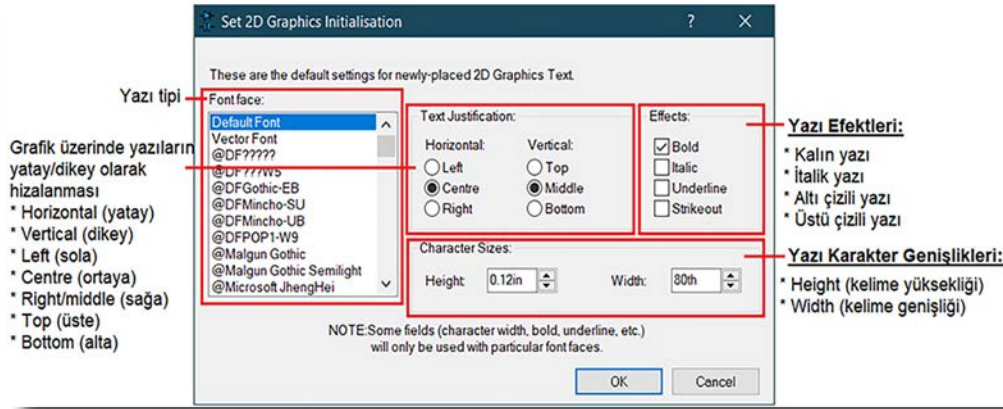 Set 2D Graphics Initialisation
? ×
These are the default settings for newly-placed 2D Graphics Text.
Yazı tipi
Font face:
Default Font
Vector Font
@DF?????
@DF???W5
@DFGothic-EB
@DFMincho-SU
@DFMincho-UB
@DFPOP1-W9
@Malgun Gothic
@Malgun Gothic Semilight
@Microsoft JhengHei
Grafik üzerinde yazıların
yatay/dikey olarak
hizalanması
* Horizontal (yatay)
* Vertical (dikey)
* Left (sola)
* Centre (ortaya)
* Right/middle (sağa)
* Top (üste)
* Bottom (alta)
Text Justification:
Horizontal: Vertical:
Left Top
Centre Middle
Right Bottom
Effects:
Bold
Italic
Underline
Strikeout
Yazı Efektleri:
* Kalın yazı
* İtalik yazı
* Altı çizili yazı
* Üstü çizili yazı
Character Sizes:
Height: 0.12in Width: 80th
Yazı Karakter Genişlikleri:
* Height (kelime yüksekliği)
* Width (kelime genişliği)
NOTE:Some fields (character width, bold, underline, etc.)
will only be used with particular font faces.
OK Cancel